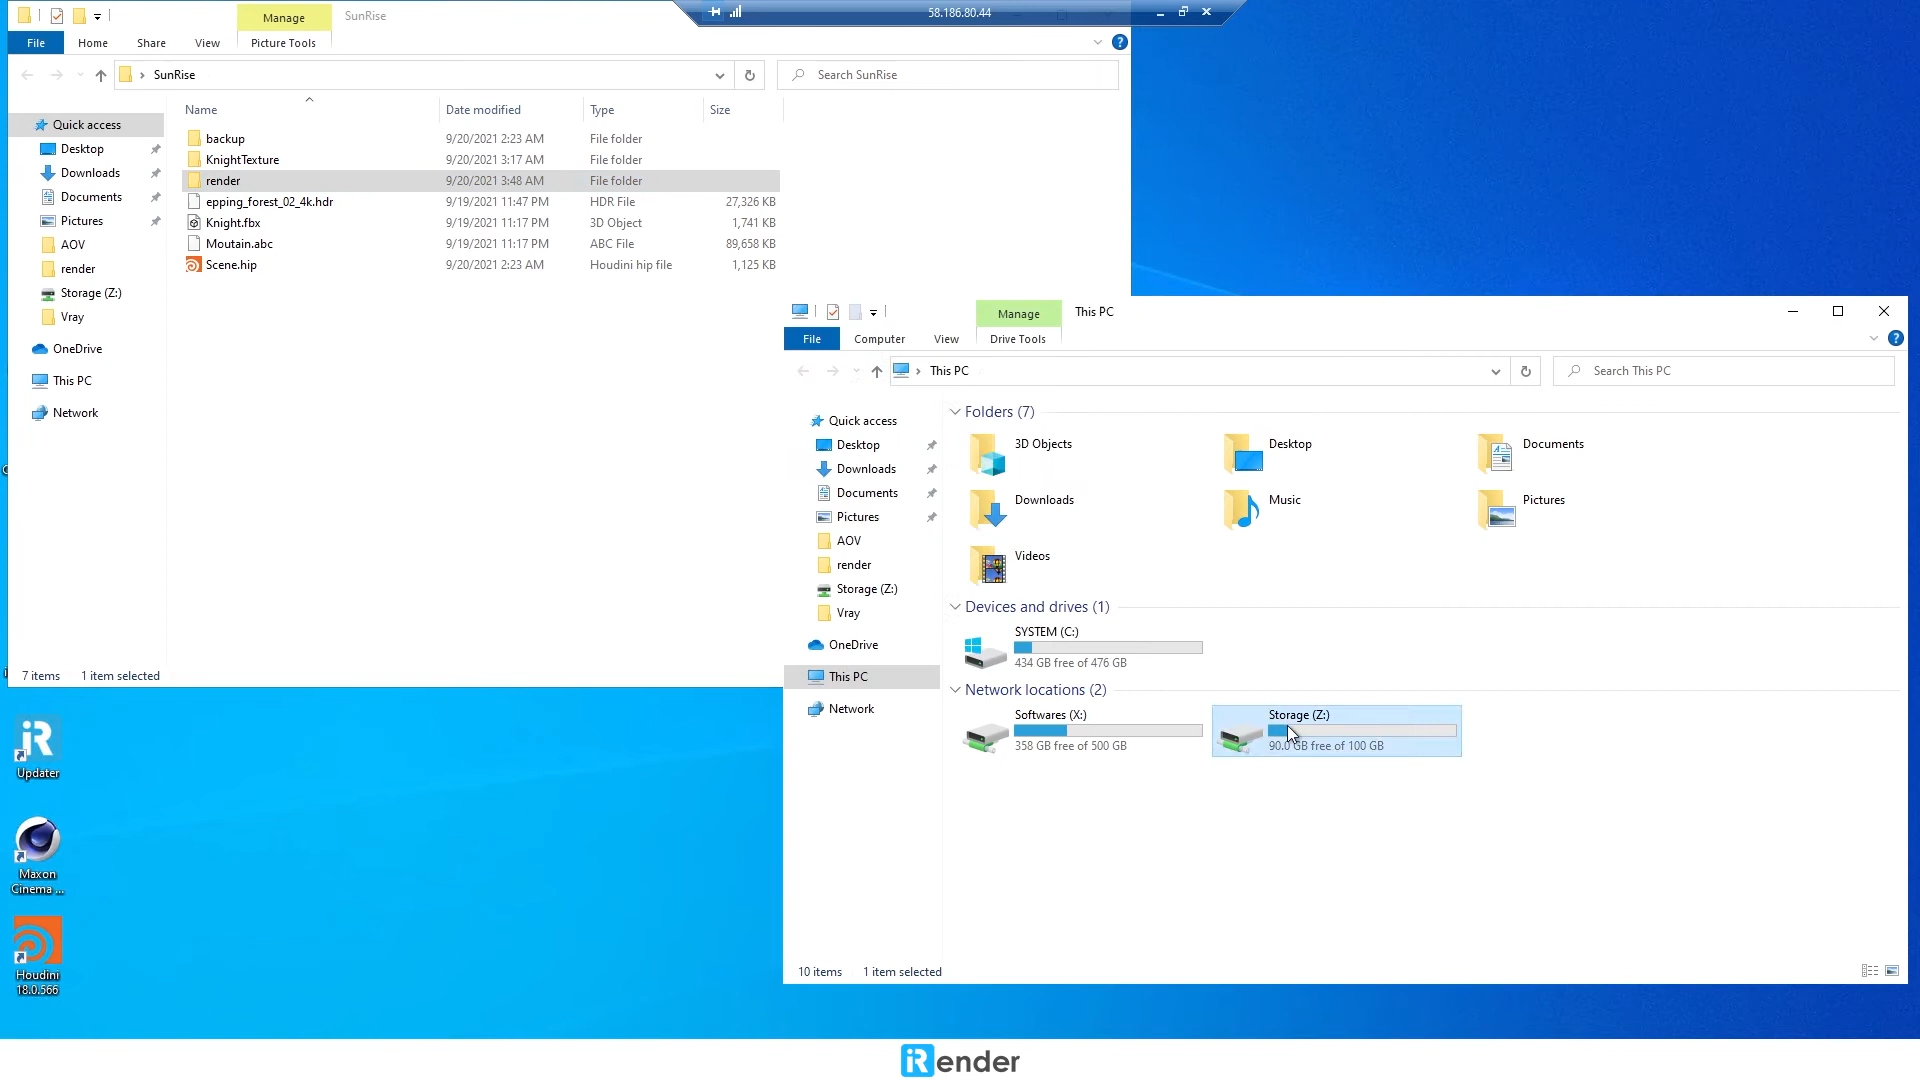 Manage
SunRise
58.186.80.44
File
Home
Share
View
Picture Tools
SunRise
Search SunRise
Name
Date modified
Type
Size
Quick access
Desktop
Downloads
Documents
Pictures
AOV
render
Storage (Z:)
Vray
OneDrive
This PC
Network
backup 9/20/2021 2:23 AM File folder
KnightTexture 9/20/2021 3:17 AM File folder
render 9/20/2021 3:48 AM File folder
epping_forest_02_4k.hdr 9/19/2021 11:47 PM HDR File 27,326 KB
Knight.fbx 9/19/2021 11:17 PM 3D Object 1,741 KB
Moutain.abc 9/19/2021 11:17 PM ABC File 89,658 KB
Scene.hip 9/20/2021 2:23 AM Houdini hip file 1,125 KB
7 items
1 item selected
Manage
This PC
File
Computer
View
Drive Tools
This PC
Search This PC
Quick access
Desktop
Downloads
Documents
Pictures
AOV
render
Storage (Z:)
Vray
OneDrive
This PC
Network
Folders (7)
3D Objects
Desktop
Documents
Downloads
Music
Pictures
Videos
Devices and drives (1)
SYSTEM (C:)
434 GB free of 476 GB
Network locations (2)
Softwares (X:)
358 GB free of 500 GB
Storage (Z:)
90.0 GB free of 100 GB
10 items
1 item selected
iR
Updater
Maxon
Cinema ...
Houdini
18.0.566
iRender